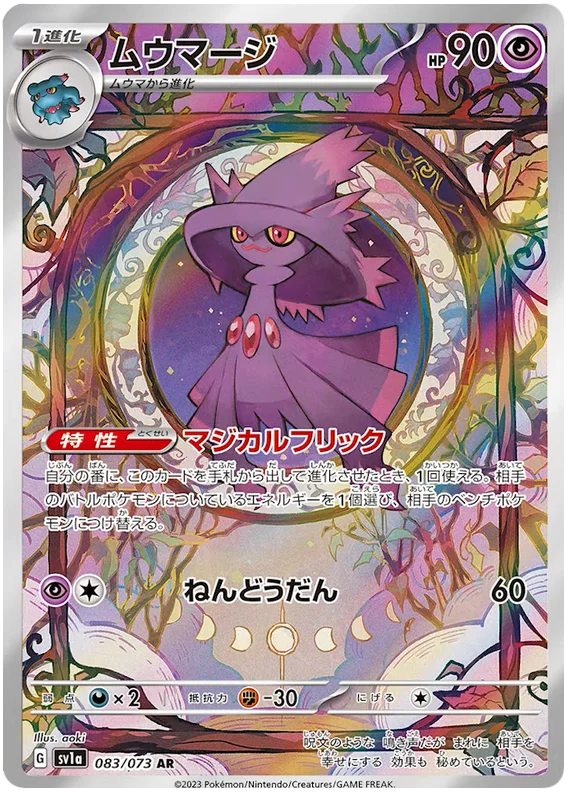 1進化 ムウマージ HP90
ムウマから進化
特性 とくせい マジカルフリック
自分の番に、このカードを手札から出して進化させたとき、1回使える。相手
のバトルポケモンについているエネルギーを1個選び、相手のベンチポケ
モンにつけ替える。
ねんどうだん 60
弱点 ×2 抵抗力 -30 にげる
Illus. aoki
G sv1a 083/073 AR
呪文のような 鳴き声だが まれに 相手を
幸せにする 効果も 秘めているという。
©2023 Pokémon/Nintendo/Creatures/GAME FREAK.